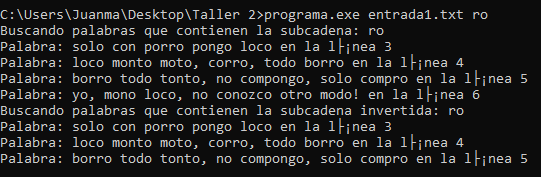 C:\Users\Juanma\Desktop\Taller 2>programa.exe entrada1.txt ro
Buscando palabras que contienen la subcadena: ro
Palabra: solo con porro pongo loco en la l├¡nea 3
Palabra: loco monto moto, corro, todo borro en la l├¡nea 4
Palabra: borro todo tonto, no compongo, solo compro en la l├¡nea 5
Palabra: yo, mono loco, no conozco otro modo! en la l├¡nea 6
Buscando palabras que contienen la subcadena invertida: ro
Palabra: solo con porro pongo loco en la l├¡nea 3
Palabra: loco monto moto, corro, todo borro en la l├¡nea 4
Palabra: borro todo tonto, no compongo, solo compro en la l├¡nea 5